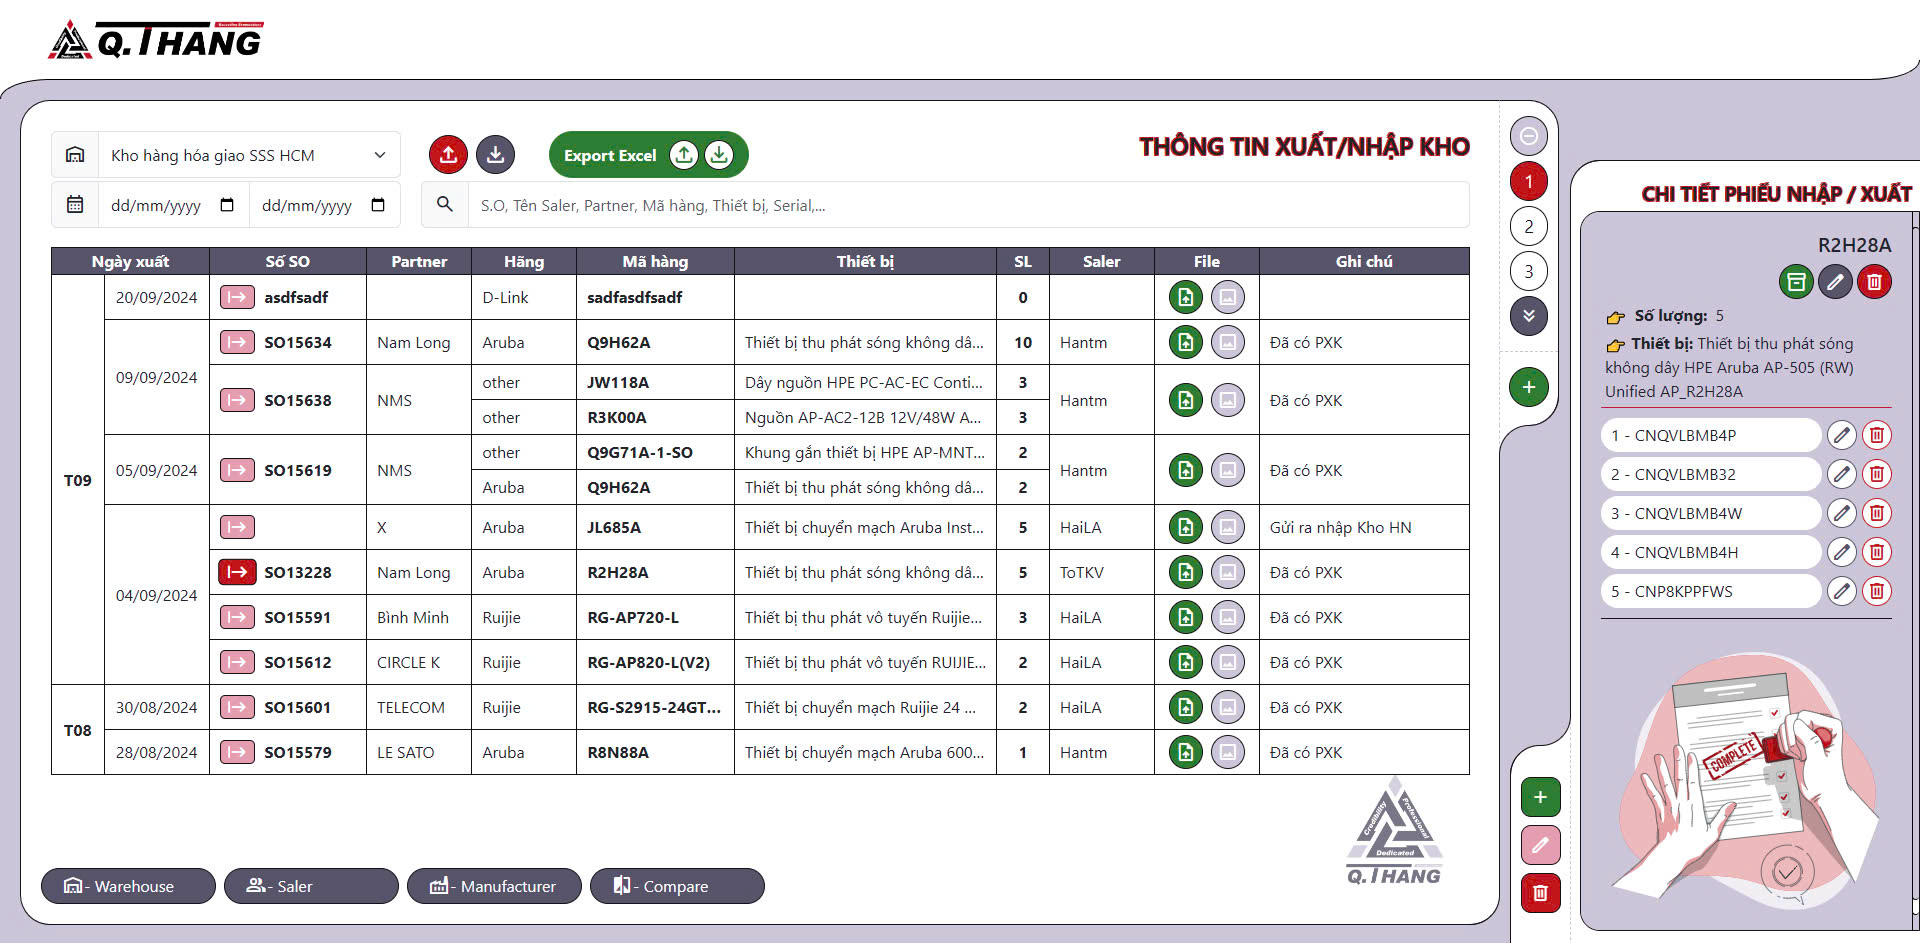 Q.THANG
Kho hàng hóa giao SSS HCM
Export Excel
THÔNG TIN XUẤT/NHẬP KHO
dd/mm/yyyy dd/mm/yyyy
S.O, Tên Saler, Partner, Mã hàng, Thiết bị, Serial,...
Ngày xuất Số SO Partner Hãng Mã hàng Thiết bị SL Saler File Ghi chú
T09
20/09/2024 asdfsadf D-Link sadfasdfsadf 0
09/09/2024 SO15634 Nam Long Aruba Q9H62A Thiết bị thu phát sóng không dâ... 10 Hantm Đã có PXK
SO15638 NMS other JW118A Dây nguồn HPE PC-AC-EC Conti... 3 Hantm Đã có PXK
other R3K00A Nguồn AP-AC2-12B 12V/48W A... 3
05/09/2024 SO15619 NMS other Q9G71A-1-SO Khung gắn thiết bị HPE AP-MNT... 2 Hantm Đã có PXK
Aruba Q9H62A Thiết bị thu phát sóng không dâ... 2
04/09/2024 X Aruba JL685A Thiết bị chuyển mạch Aruba Inst... 5 HaiLA Gửi ra nhập Kho HN
SO13228 Nam Long Aruba R2H28A Thiết bị thu phát sóng không dâ... 5 ToTKV Đã có PXK
SO15591 Bình Minh Ruijie RG-AP720-L Thiết bị thu phát vô tuyến Ruijie... 3 HaiLA Đã có PXK
SO15612 CIRCLE K Ruijie RG-AP820-L(V2) Thiết bị thu phát vô tuyến RUIJIE... 2 HaiLA Đã có PXK
T08
30/08/2024 SO15601 TELECOM Ruijie RG-S2915-24GT... Thiết bị chuyển mạch Ruijie 24 ... 2 HaiLA Đã có PXK
28/08/2024 SO15579 LE SATO Aruba R8N88A Thiết bị chuyển mạch Aruba 600... 1 Hantm Đã có PXK
Credibility
Professional
Dedicated
Q.THANG
- Warehouse
- Saler
- Manufacturer
- Compare
1
2
3
CHI TIẾT PHIẾU NHẬP / XUẤT
R2H28A
Số lượng: 5
Thiết bị: Thiết bị thu phát sóng
không dây HPE Aruba AP-505 (RW)
Unified AP_R2H28A
1 - CNQVLBMB4P
2 - CNQVLBMB32
3 - CNQVLBMB4W
4 - CNQVLBMB4H
5 - CNP8KPPFWS
COMPLETE